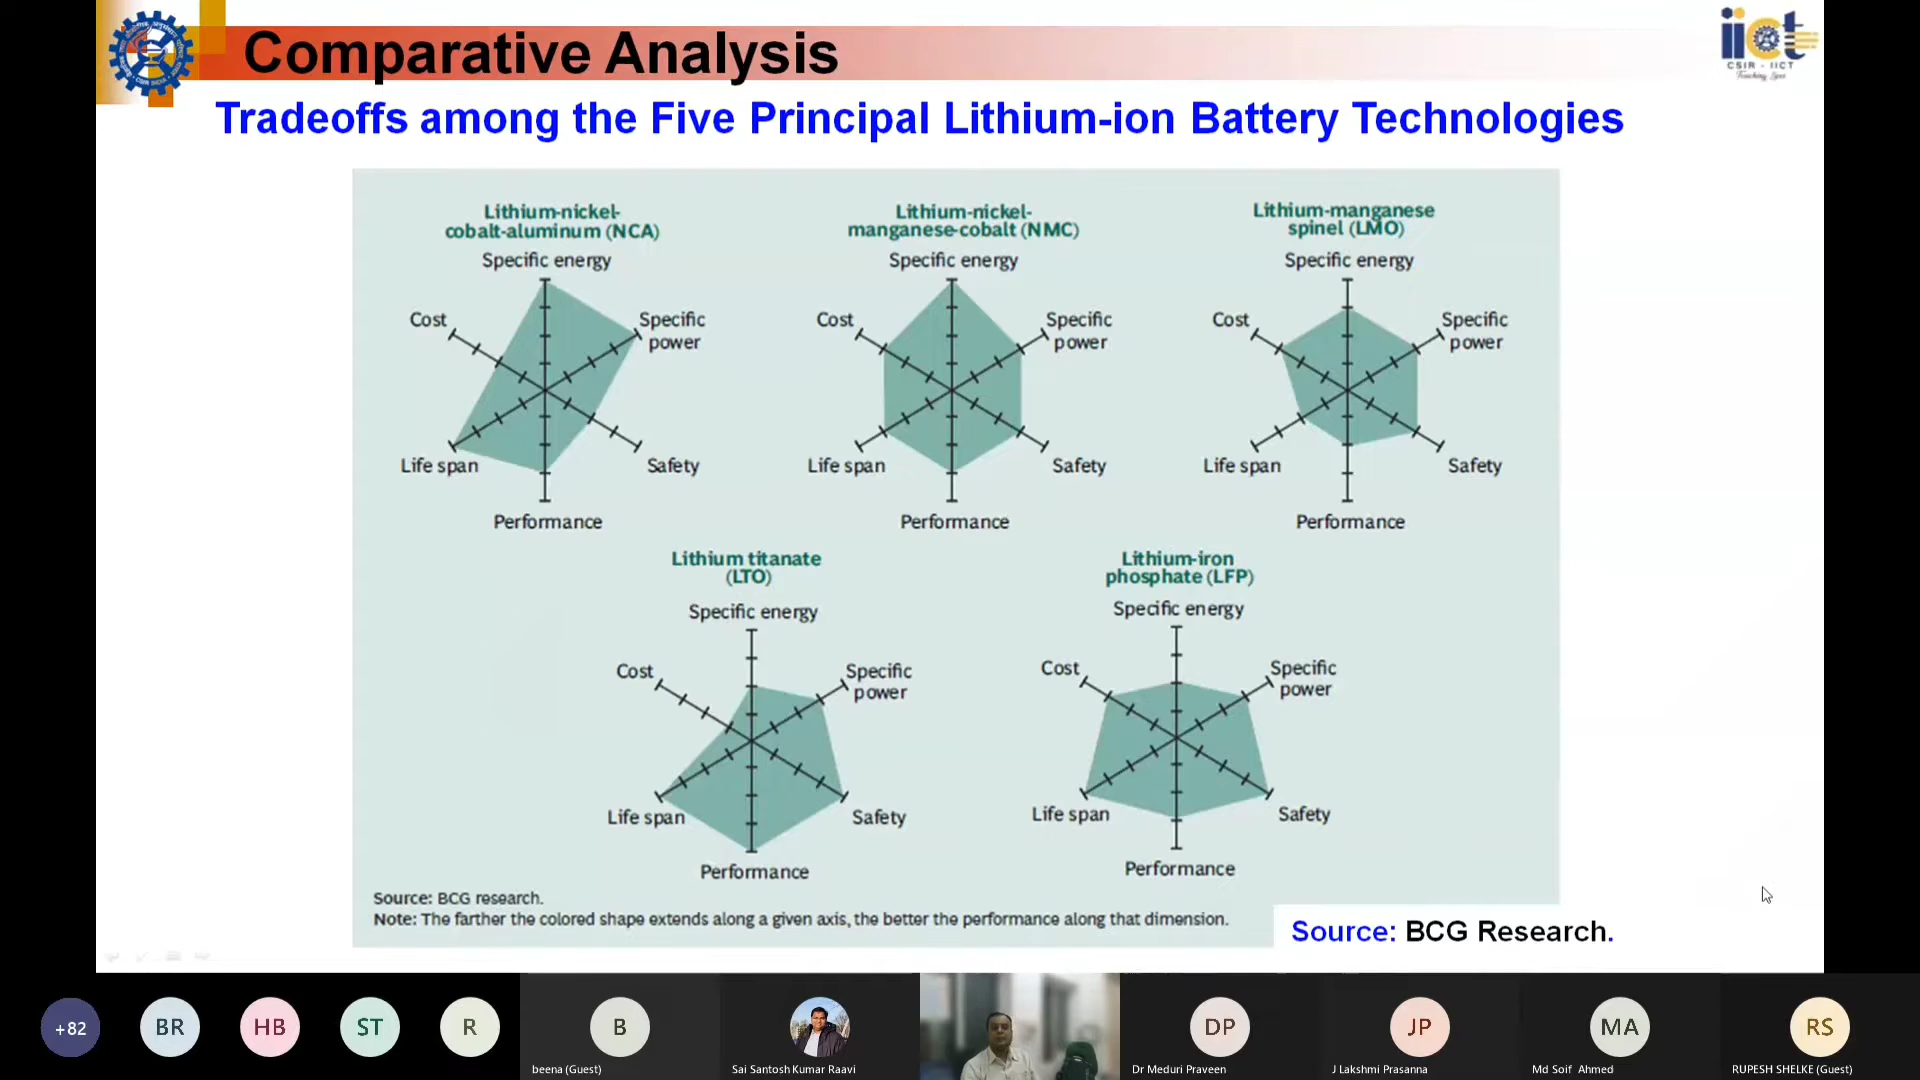 Comparative Analysis
iict
CSIR - IICT
Tradeoffs among the Five Principal Lithium-ion Battery Technologies
Lithium-nickel-
cobalt-aluminum (NCA)
Specific energy
Cost
Specific
power
Life span
Safety
Performance
Lithium-nickel-
manganese-cobalt (NMC)
Specific energy
Cost
Specific
power
Life span
Safety
Performance
Lithium-manganese
spinel (LMO)
Specific energy
Cost
Specific
power
Life span
Safety
Performance
Lithium titanate
(LTO)
Specific energy
Cost
Specific
power
Life span
Safety
Performance
Lithium-iron
phosphate (LFP)
Specific energy
Cost
Specific
power
Life span
Safety
Performance
Source: BCG research.
Note: The farther the colored shape extends along a given axis, the better the performance along that dimension.
Source: BCG Research.
+82
BR
HB
ST
R
B
DP
JP
MA
RS
beena (Guest)
Sai Santosh Kumar Raavi
Dr Meduri Praveen
J Lakshmi Prasanna
Md Soif Ahmed
RUPESH SHELKE (Guest)